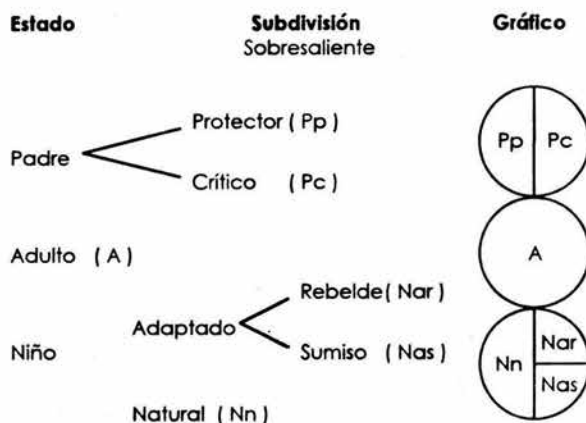 Estado Subdivisión Gráfico
Sobresaliente
Protector ( Pp )
Pp Pc
Padre
Crítico ( Pc )
Adulto ( A )
A
Rebelde ( Nar )
Adaptado
Nar
Niño
Sumiso ( Nas )
Nn
Nas
Natural ( Nn )